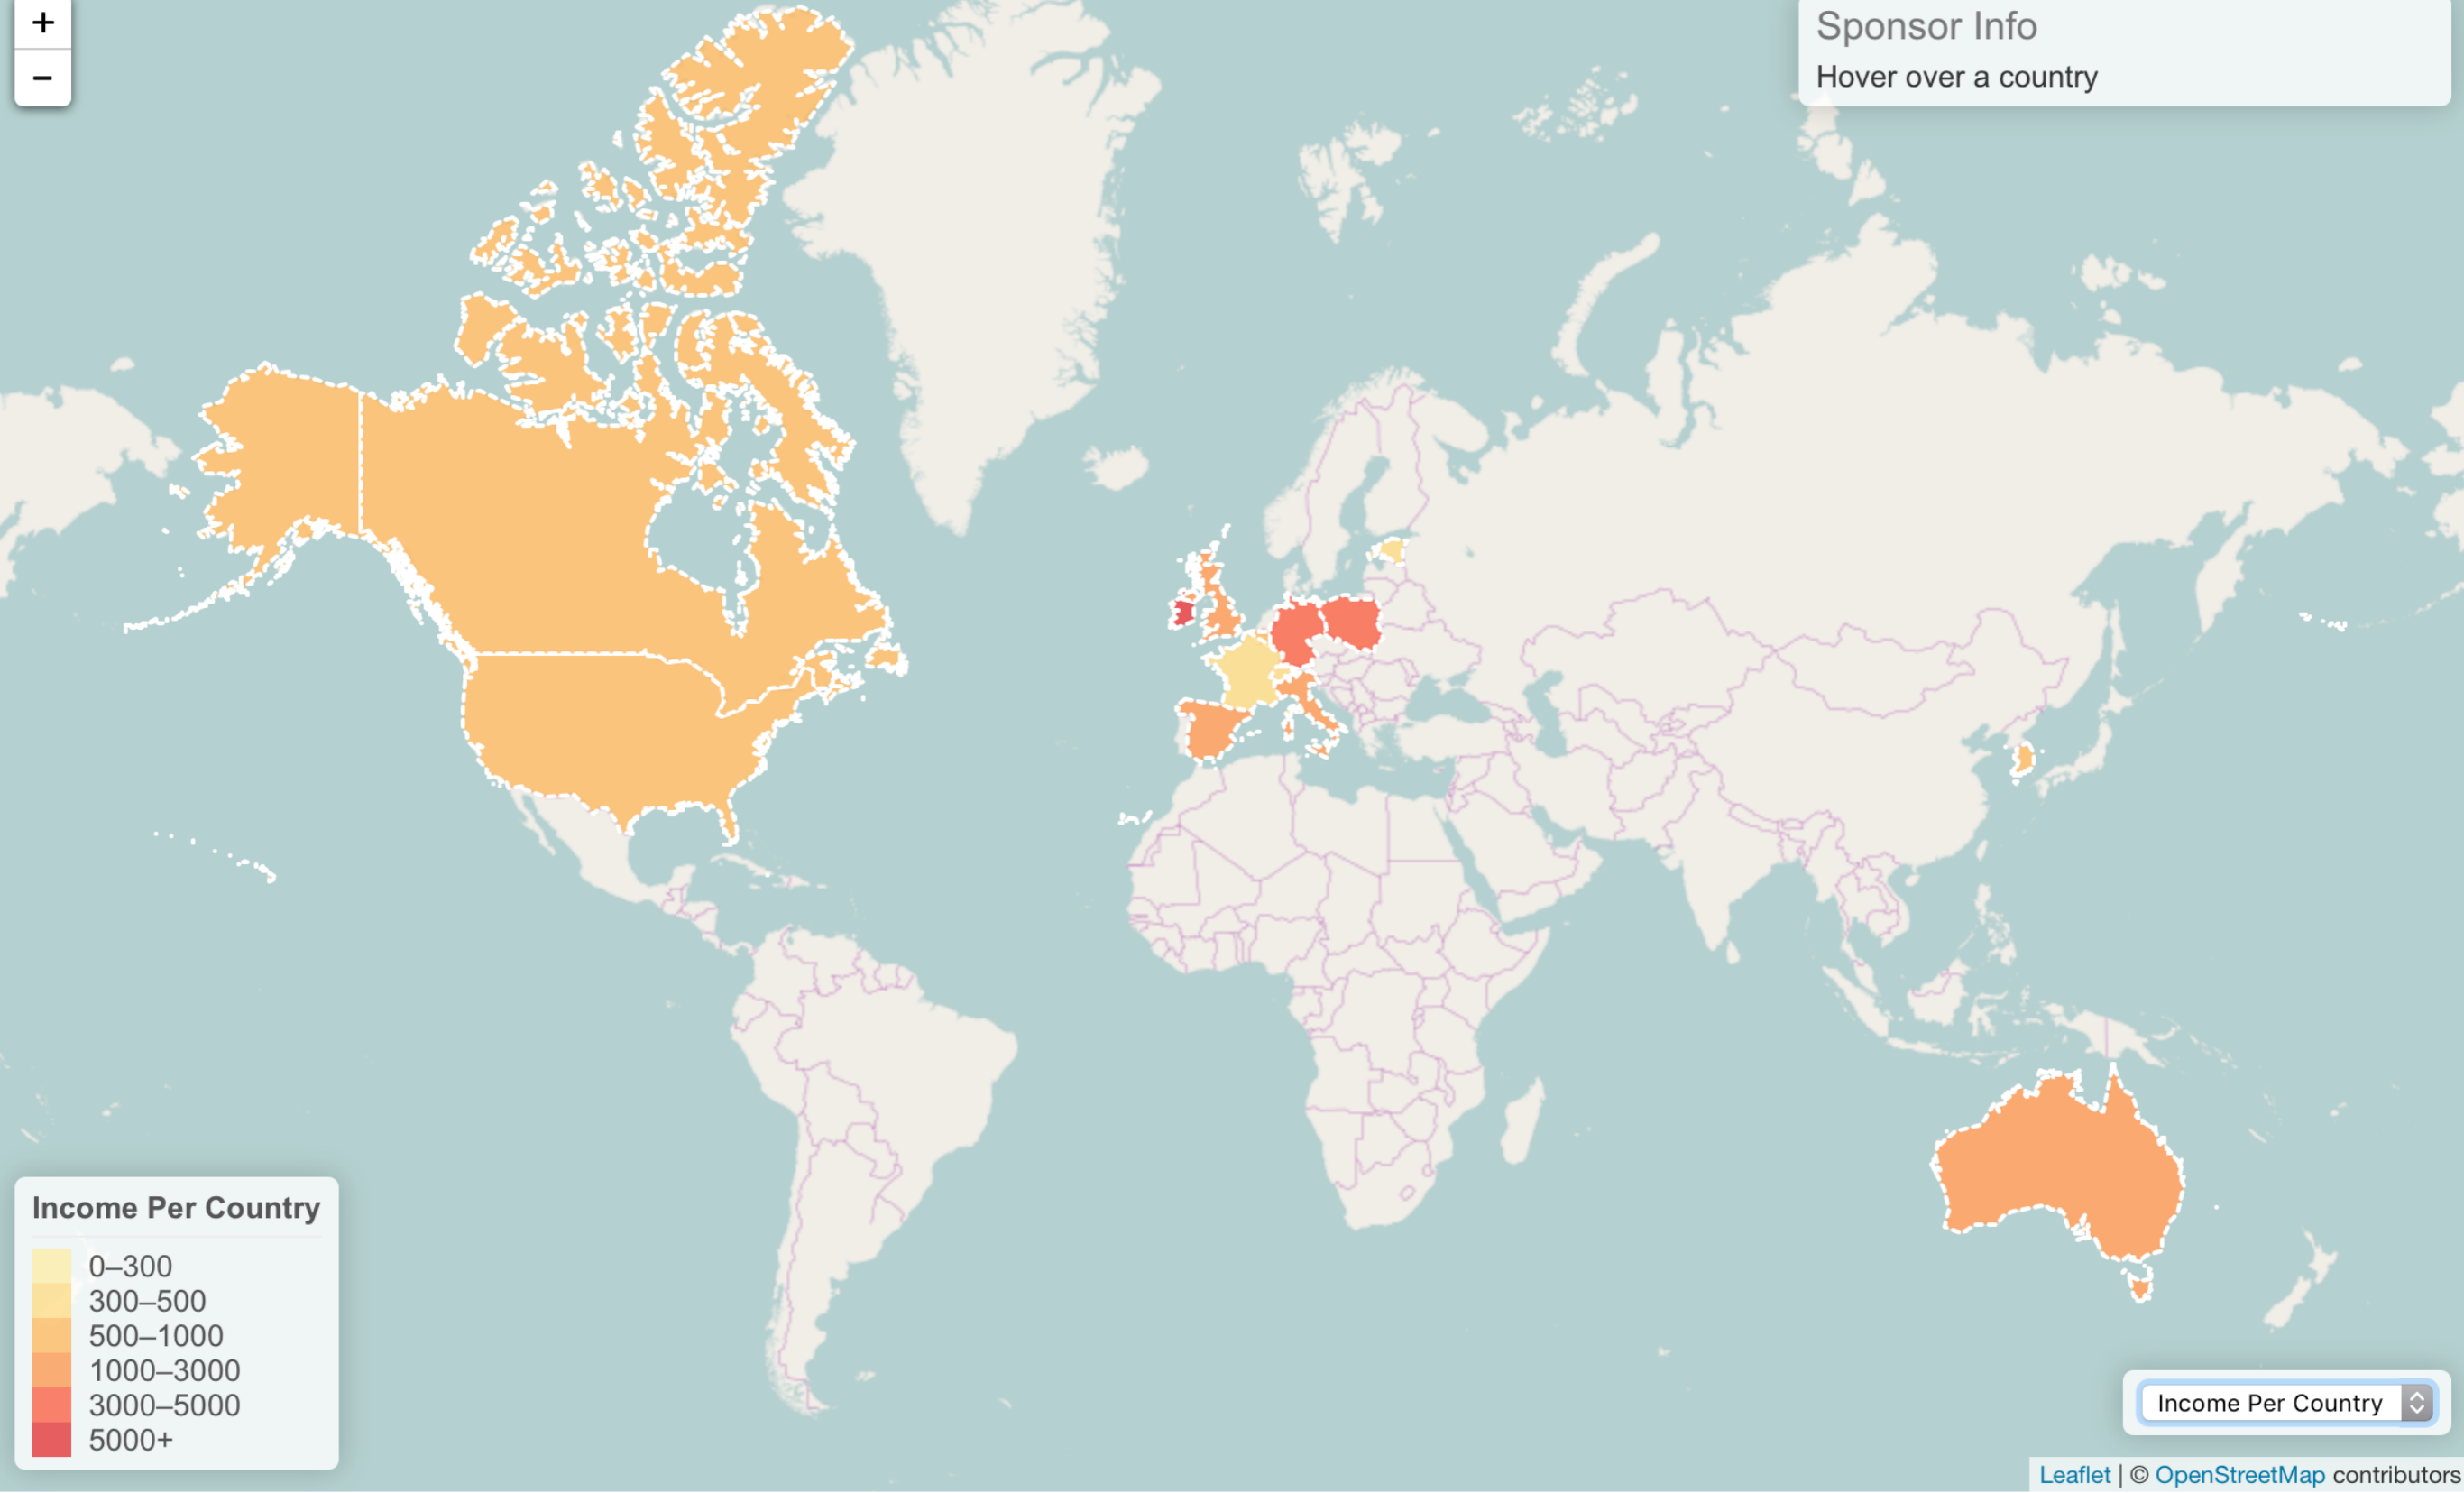 +
−
Sponsor Info
Hover over a country
Income Per Country
0–300
300–500
500–1000
1000–3000
3000–5000
5000+
Income Per Country
Leaflet | © OpenStreetMap contributors